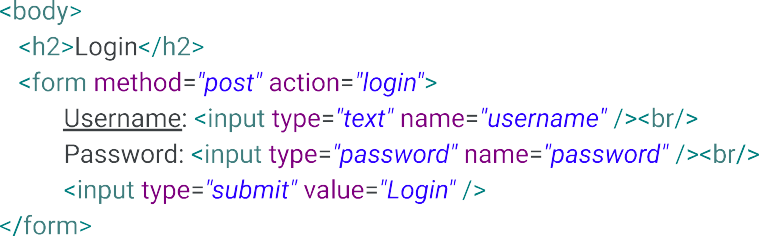 <body>
<h2>Login</h2>
<form method="post" action="login">
Username: <input type="text" name="username" /><br/>
Password: <input type="password" name="password" /><br/>
<input type="submit" value="Login" />
</form>